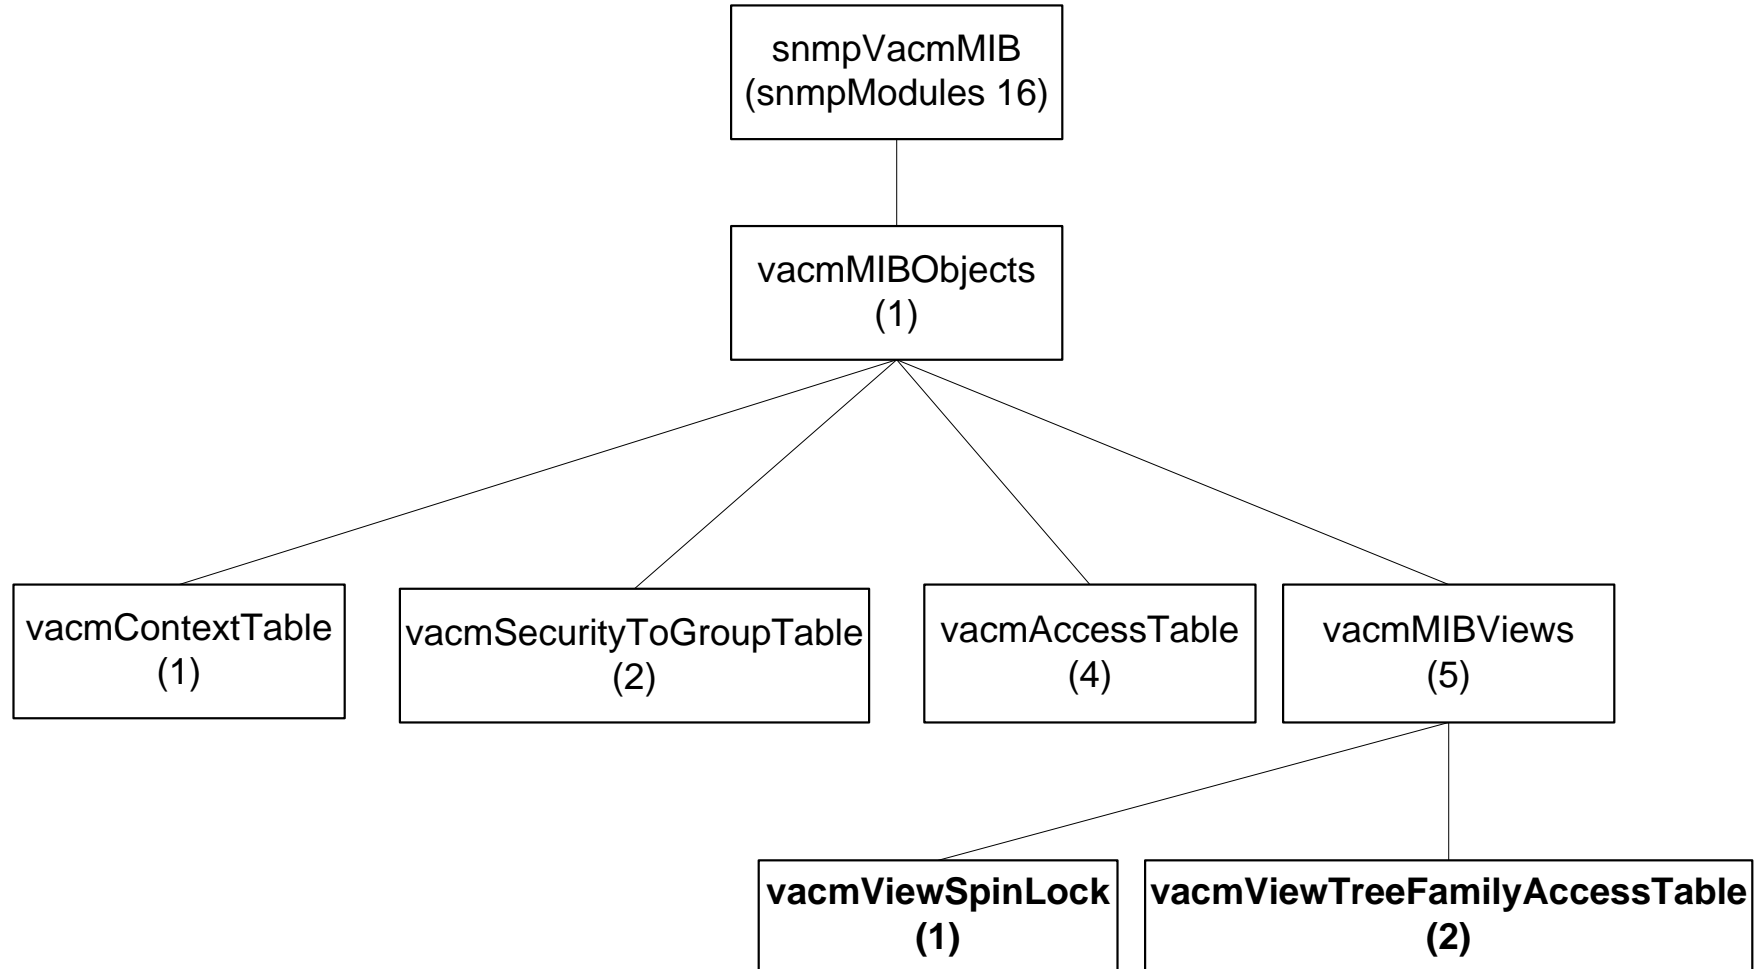 snmpVacmMIB
(snmpModules 16)
vacmMIBObjects
(1)
vacmContextTable
(1)
vacmSecurityToGroupTable
(2)
vacmAccessTable
(4)
vacmMIBViews
(5)
vacmViewSpinLock
(1)
vacmViewTreeFamilyAccessTable
(2)